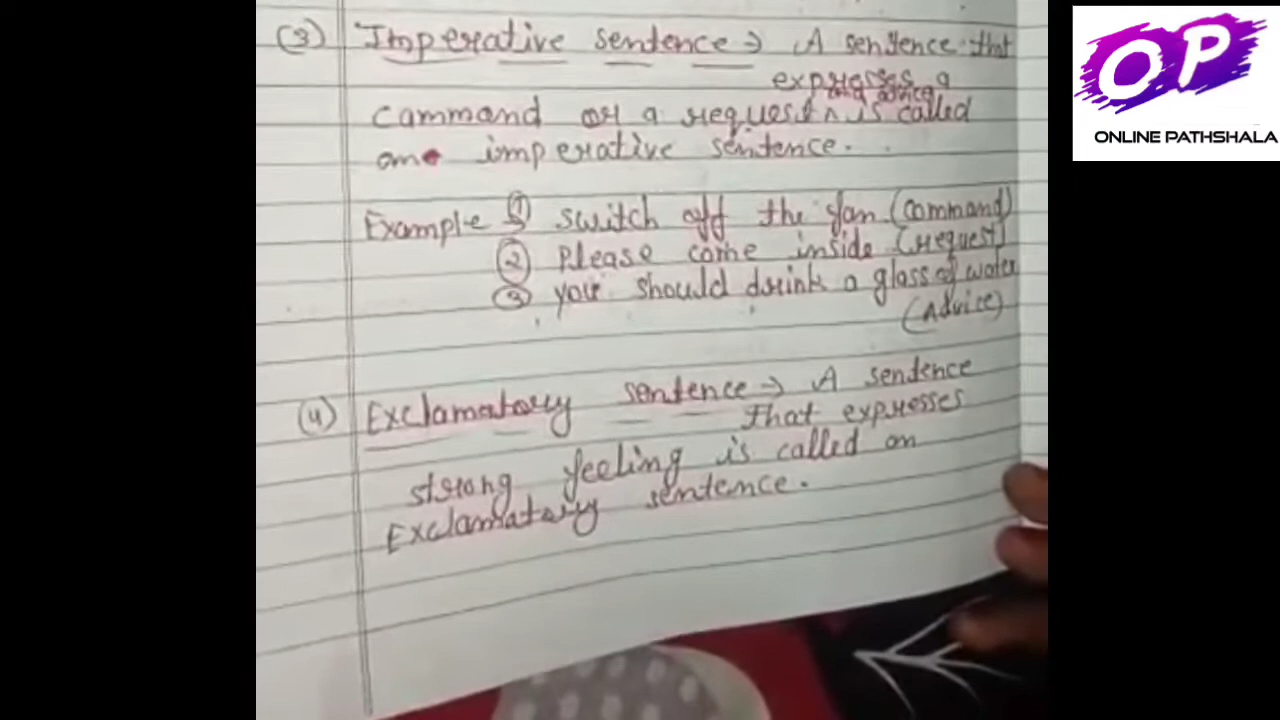 (3) Imperative sentence → A sentence that
expresses a
or advice
command or a request ^ is called
an imperative sentence.
Example ① switch off the fan (command)
② Please come inside (request)
③ you should drink a glass of water
(Advice)
(4) Exclamatory sentence → A sentence
that expresses
strong feeling is called an
Exclamatory sentence.
OP
ONLINE PATHSHALA